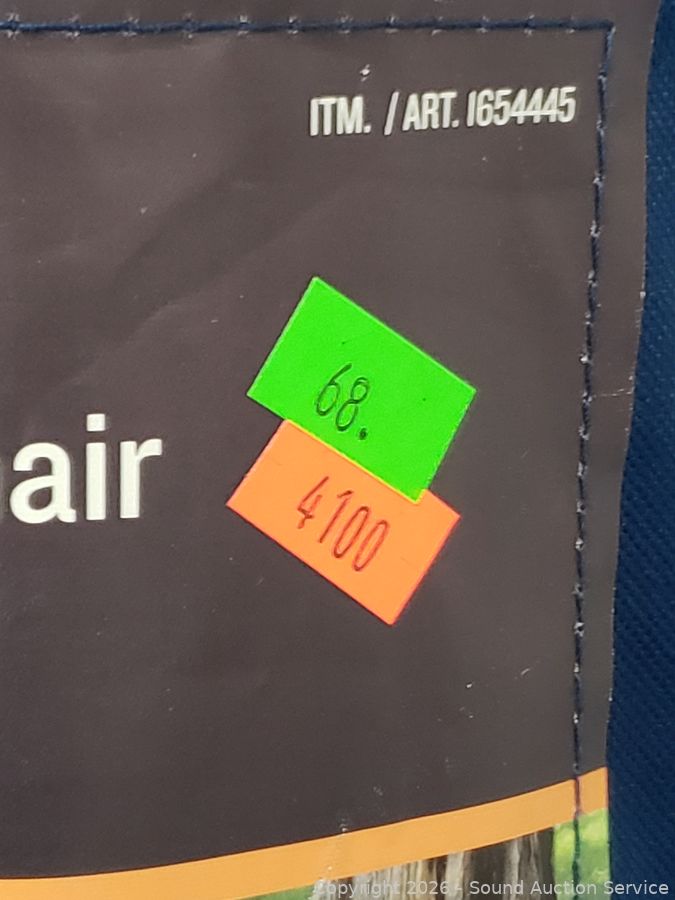 ITM. / ART. 1654445
68.
4100
air
Copyright 2026 - Sound Auction Service